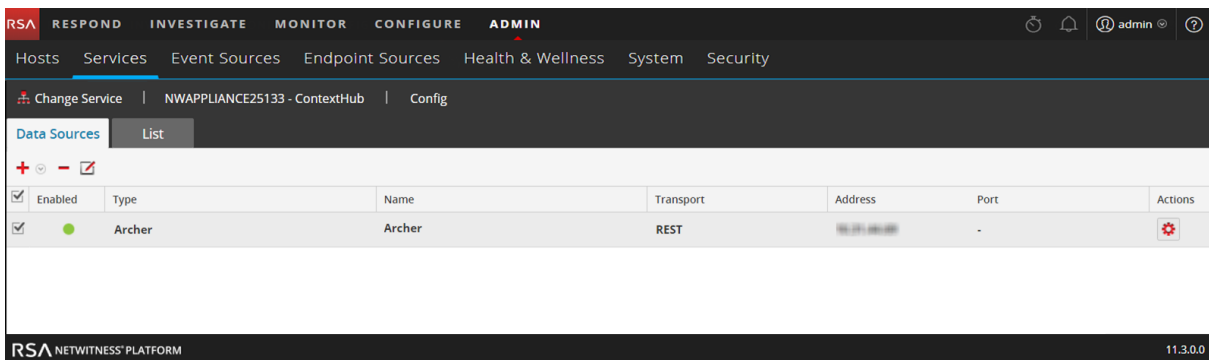 RSA RESPOND INVESTIGATE MONITOR CONFIGURE ADMIN admin ?
Hosts Services Event Sources Endpoint Sources Health & Wellness System Security
Change Service | NWAPPLIANCE25133 - ContextHub | Config
Data Sources List
Enabled Type Name Transport Address Port Actions
Archer Archer REST -
RSA NETWITNESS® PLATFORM 11.3.0.0